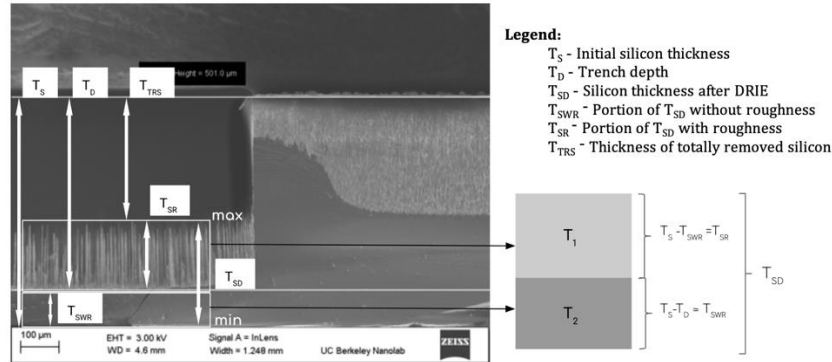 Height = 501.0 µm
T_S T_D T_TRS
T_SR
max
T_SD
T_SWR
min
100 µm
EHT = 3.00 kV
WD = 4.6 mm
Signal A = InLens
Width = 1.248 mm
UC Berkeley Nanolab
ZEISS
Legend:
T_S - Initial silicon thickness
T_D - Trench depth
T_SD - Silicon thickness after DRIE
T_SWR - Portion of T_SD without roughness
T_SR - Portion of T_SD with roughness
T_TRS - Thickness of totally removed silicon
T_1
T_S -T_SWR =T_SR
T_SD
T_2
T_S-T_D = T_SWR